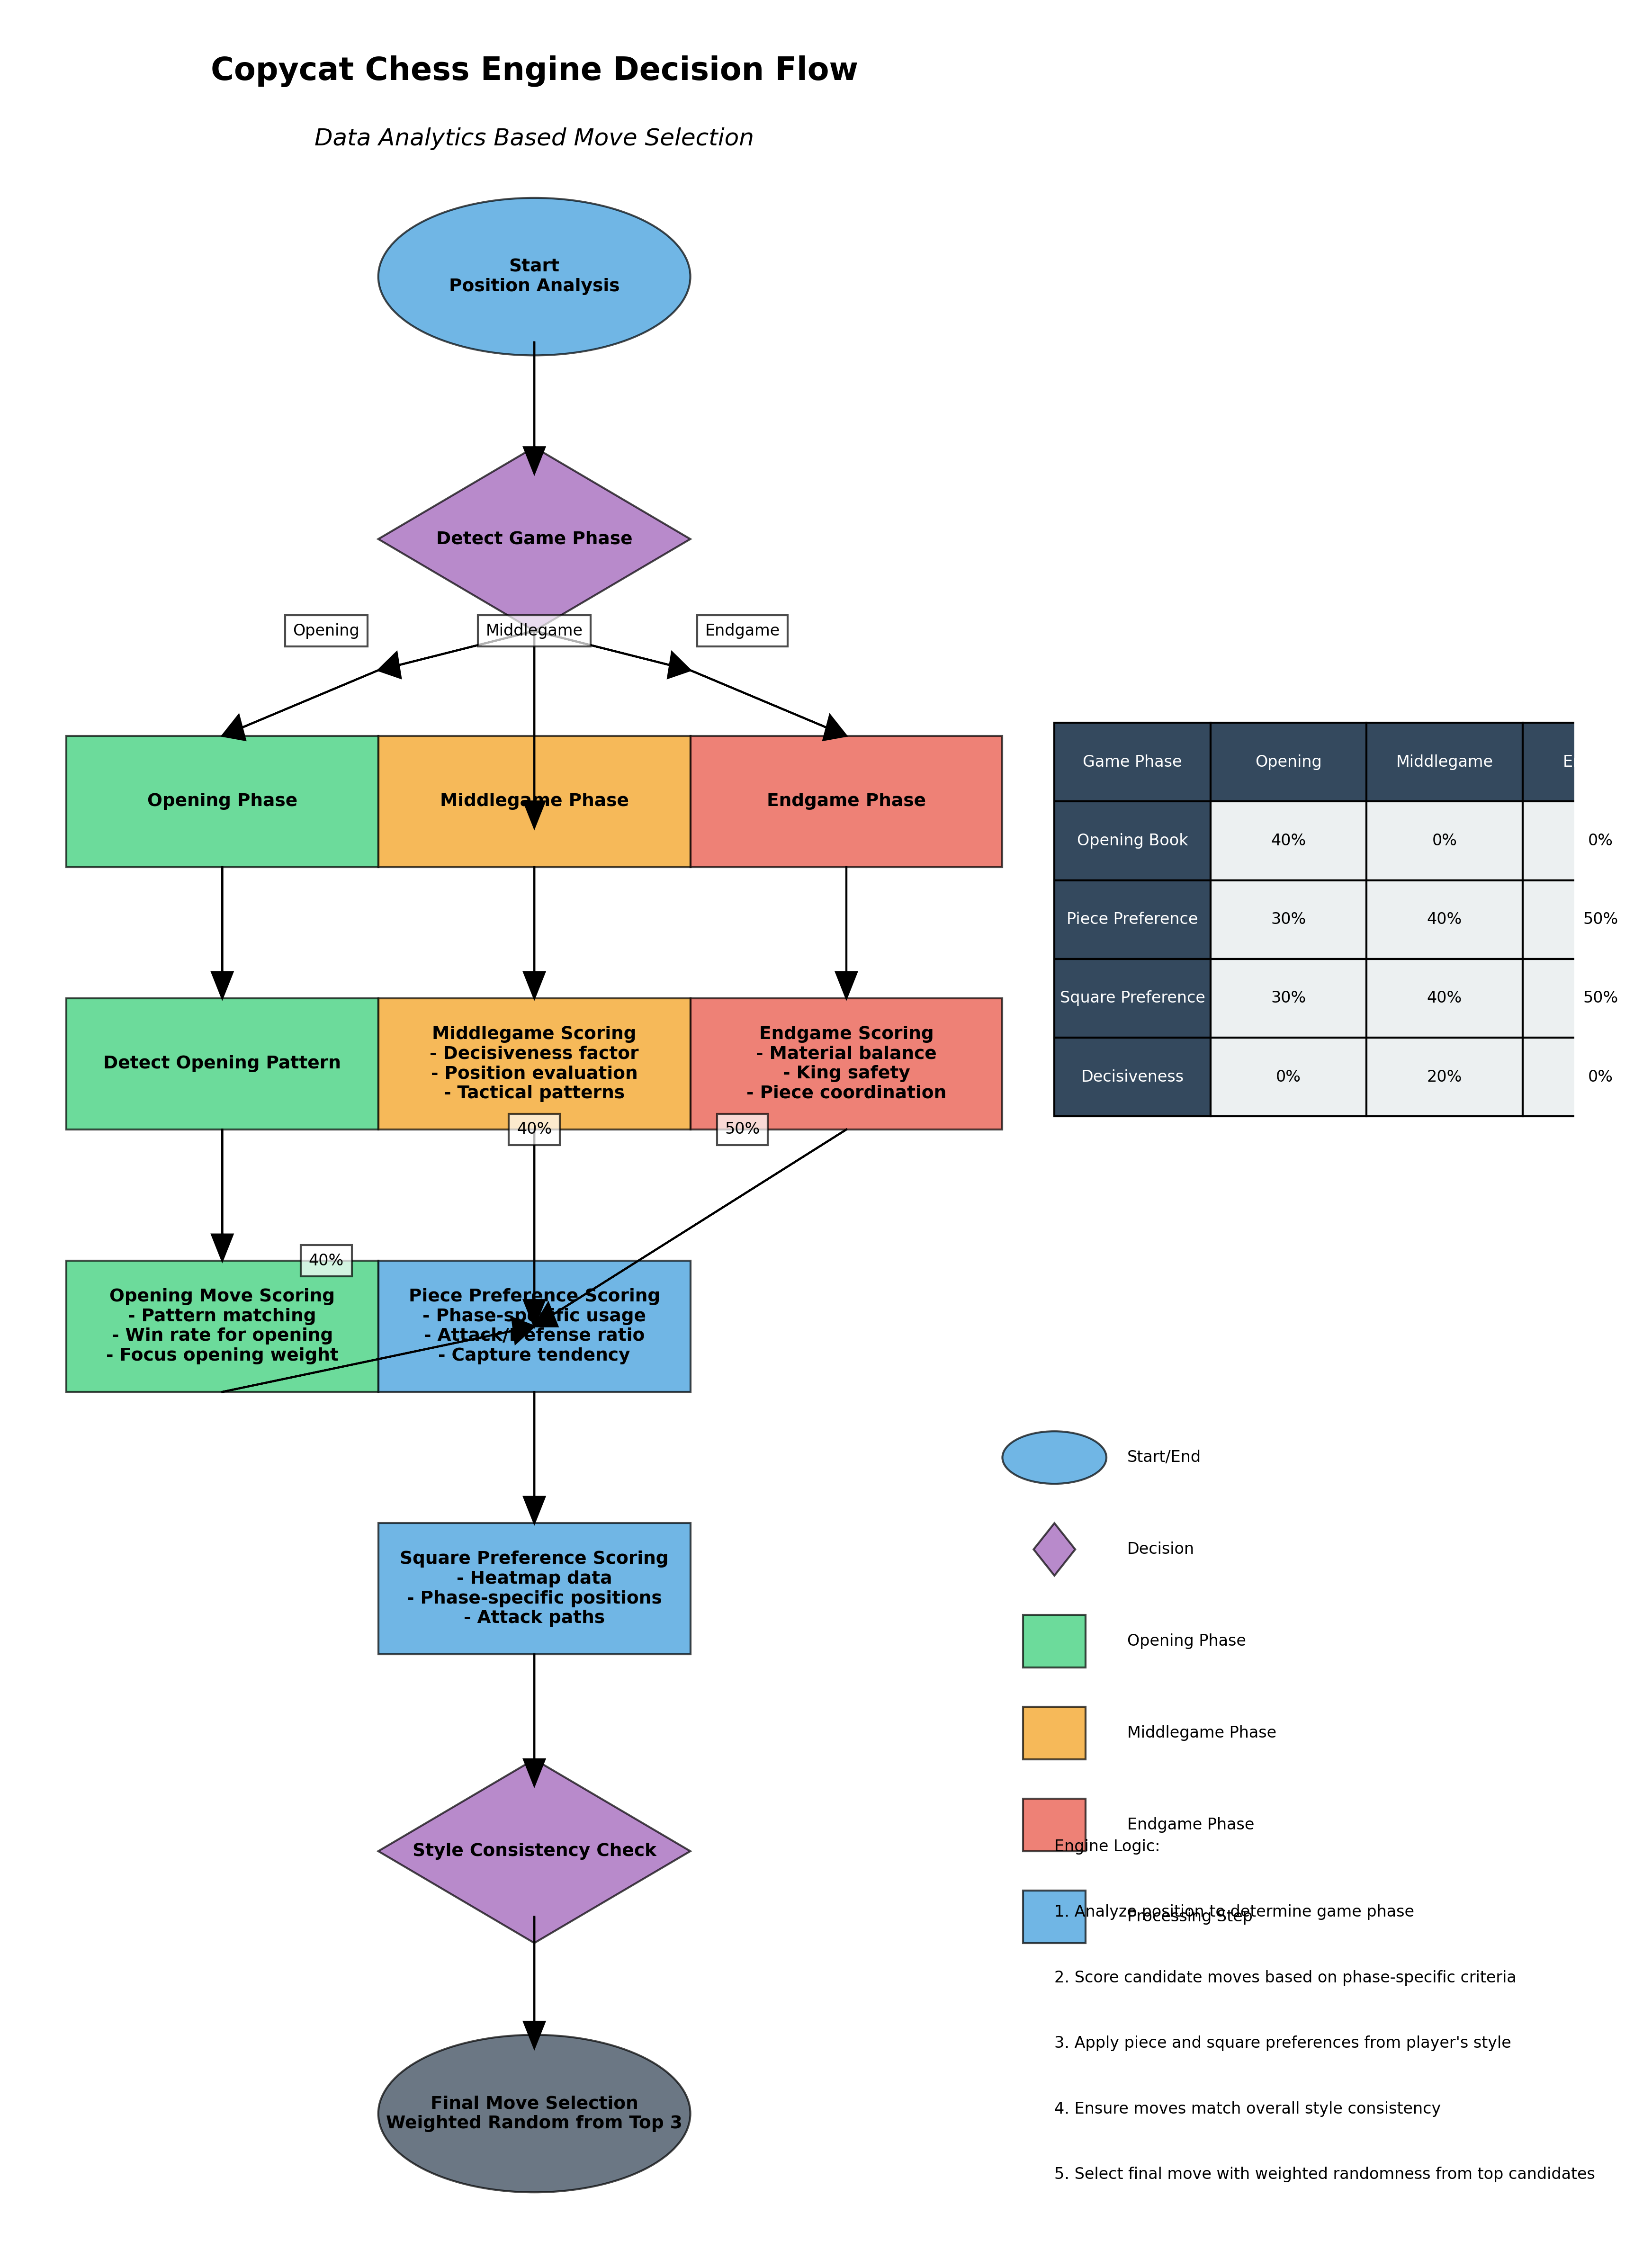 Copycat Chess Engine Decision Flow
Data Analytics Based Move Selection
Start
Position Analysis
Detect Game Phase
Opening
Middlegame
Endgame
Opening Phase
Middlegame Phase
Endgame Phase
Detect Opening Pattern
Middlegame Scoring
- Decisiveness factor
- Position evaluation
- Tactical patterns
Endgame Scoring
- Material balance
- King safety
- Piece coordination
40%
50%
40%
Opening Move Scoring
- Pattern matching
- Win rate for opening
- Focus opening weight
Piece Preference Scoring
- Phase-specific usage
- Attack/Defense ratio
- Capture tendency
Square Preference Scoring
- Heatmap data
- Phase-specific positions
- Attack paths
Style Consistency Check
Final Move Selection
Weighted Random from Top 3
Game Phase Opening Middlegame
Opening Book 40% 0% 0%
Piece Preference 30% 40% 50%
Square Preference 30% 40% 50%
Decisiveness 0% 20% 0%
Start/End
Decision
Opening Phase
Middlegame Phase
Endgame Phase
Processing Step
Engine Logic:
1. Analyze position to determine game phase
2. Score candidate moves based on phase-specific criteria
3. Apply piece and square preferences from player's style
4. Ensure moves match overall style consistency
5. Select final move with weighted randomness from top candidates